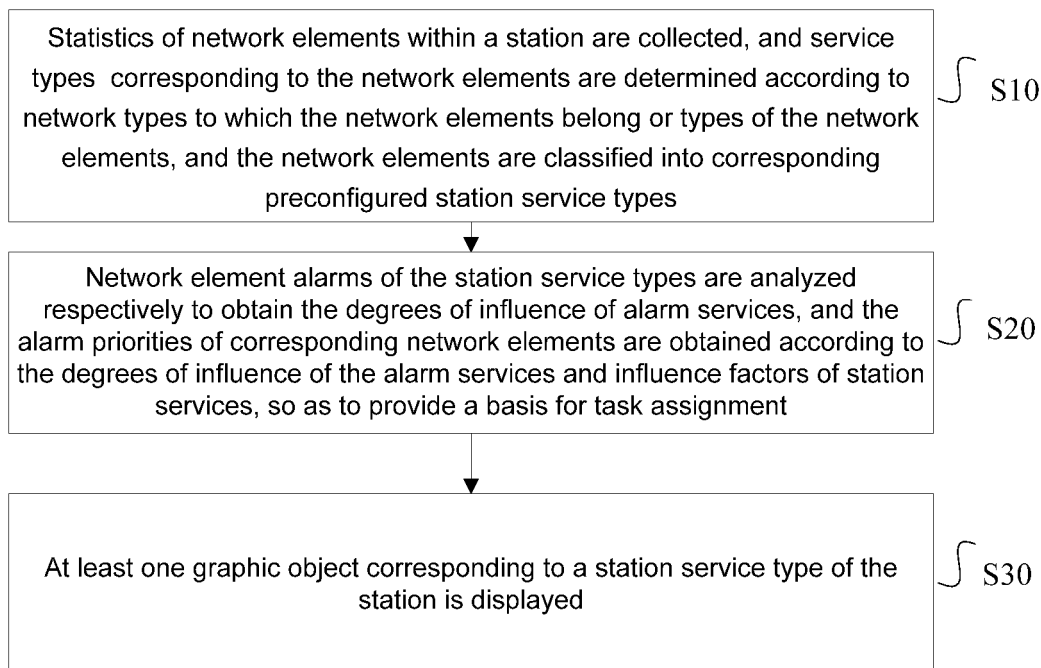 Statistics of network elements within a station are collected, and service
types corresponding to the network elements are determined according to
network types to which the network elements belong or types of the network
elements, and the network elements are classified into corresponding
preconfigured station service types
S10
Network element alarms of the station service types are analyzed
respectively to obtain the degrees of influence of alarm services, and the
alarm priorities of corresponding network elements are obtained according to
the degrees of influence of the alarm services and influence factors of station
services, so as to provide a basis for task assignment
S20
At least one graphic object corresponding to a station service type of the
station is displayed
S30